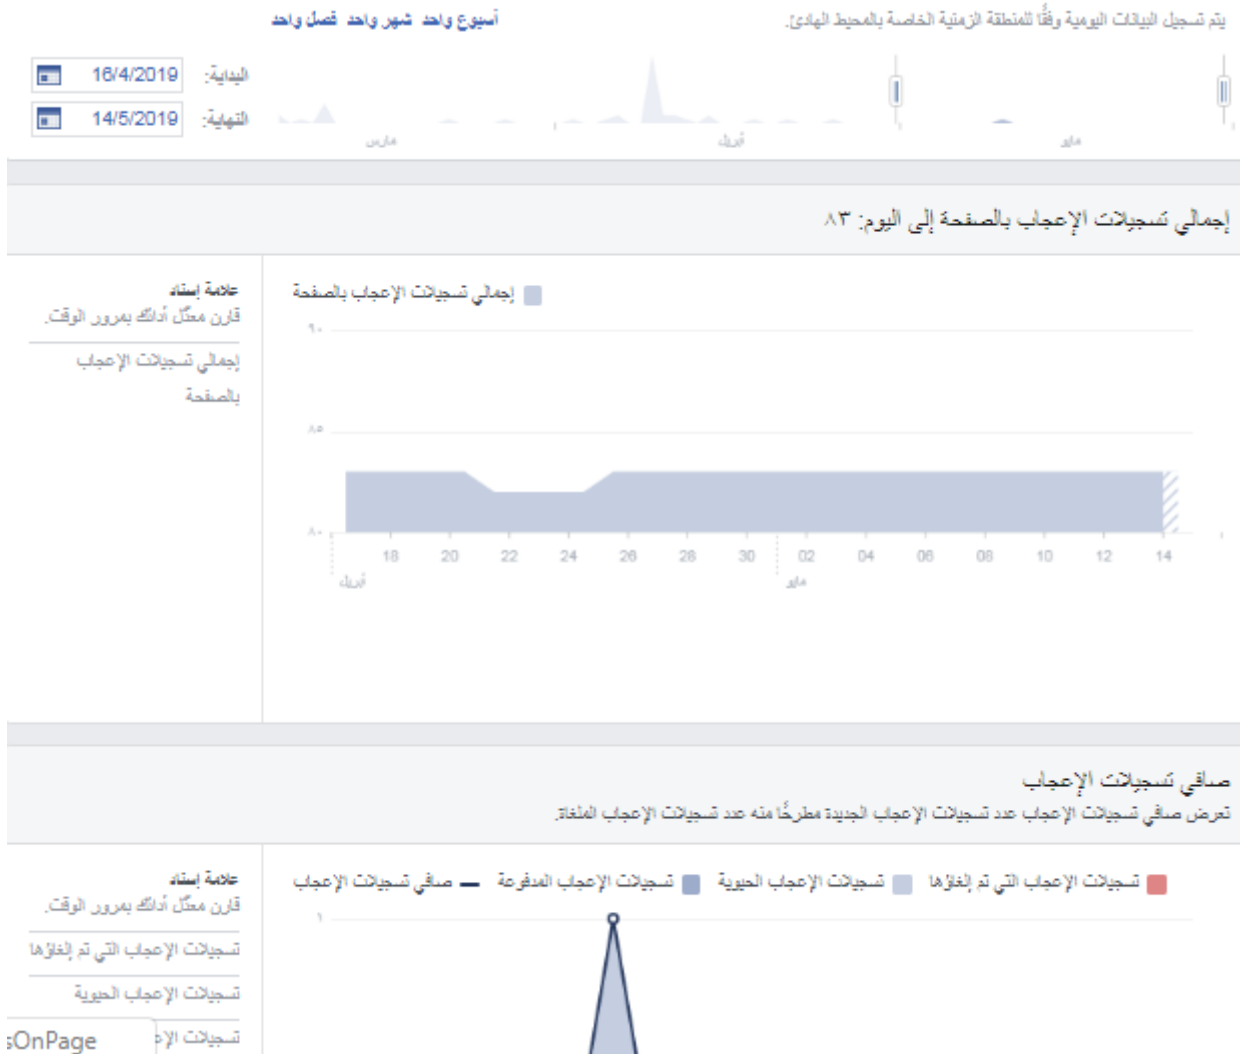 يتم تسجيل البيانات اليومية وفقًا للمنطقة الزمنية الخاصة بالمحيط الهادئ.
أسبوع واحد شهر واحد فصل واحد
البداية: 16/4/2019
النهاية: 14/5/2019
مارس أبريل مايو
إجمالي تسجيلات الإعجاب بالصفحة إلى اليوم: ٨٣
إجمالي تسجيلات الإعجاب بالصفحة
٩٠
٨٥
٨٠
18 20 22 24 26 28 30 02 04 06 08 10 12 14
أبريل مايو
علامة إسناد
قارن معدّل أدائك بمرور الوقت.
إجمالي تسجيلات الإعجاب
بالصفحة
صافي تسجيلات الإعجاب
تعرض صافي تسجيلات الإعجاب عدد تسجيلات الإعجاب الجديدة مطرحًا منه عدد تسجيلات الإعجاب الملغاة.
تسجيلات الإعجاب التي تم إلغاؤها تسجيلات الإعجاب الحيوية تسجيلات الإعجاب المدفوعة صافي تسجيلات الإعجاب
١
علامة إسناد
قارن معدّل أدائك بمرور الوقت.
تسجيلات الإعجاب التي تم إلغاؤها
تسجيلات الإعجاب الحيوية
تسجيلات الإع
sOnPage